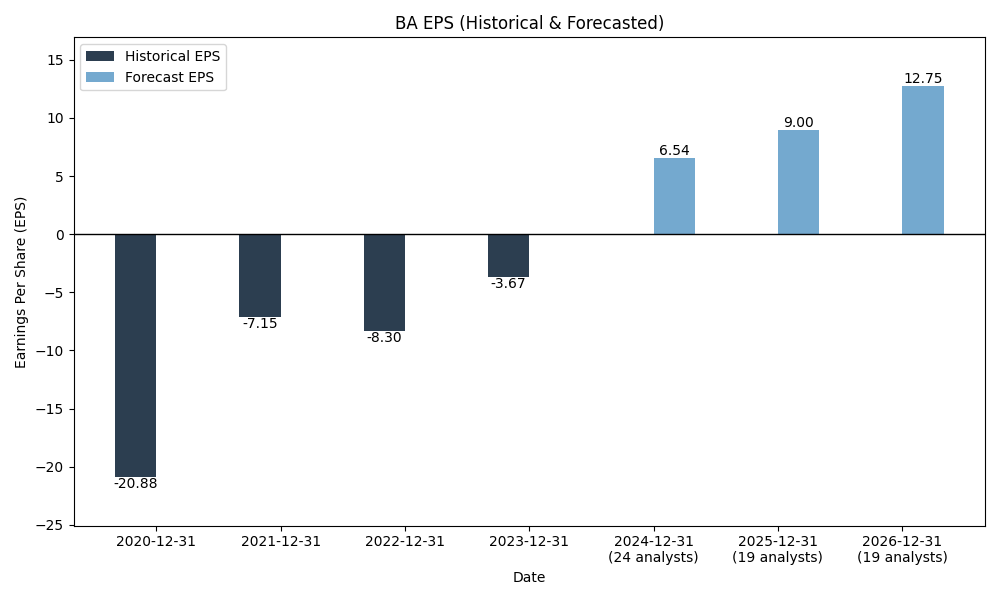 BA EPS (Historical & Forecasted)
Historical EPS
Forecast EPS
Earnings Per Share (EPS)
15
10
5
0
−5
−10
−15
−20
−25
-20.88
-7.15
-8.30
-3.67
6.54
9.00
12.75
2020-12-31
2021-12-31
2022-12-31
2023-12-31
2024-12-31
(24 analysts)
2025-12-31
(19 analysts)
2026-12-31
(19 analysts)
Date